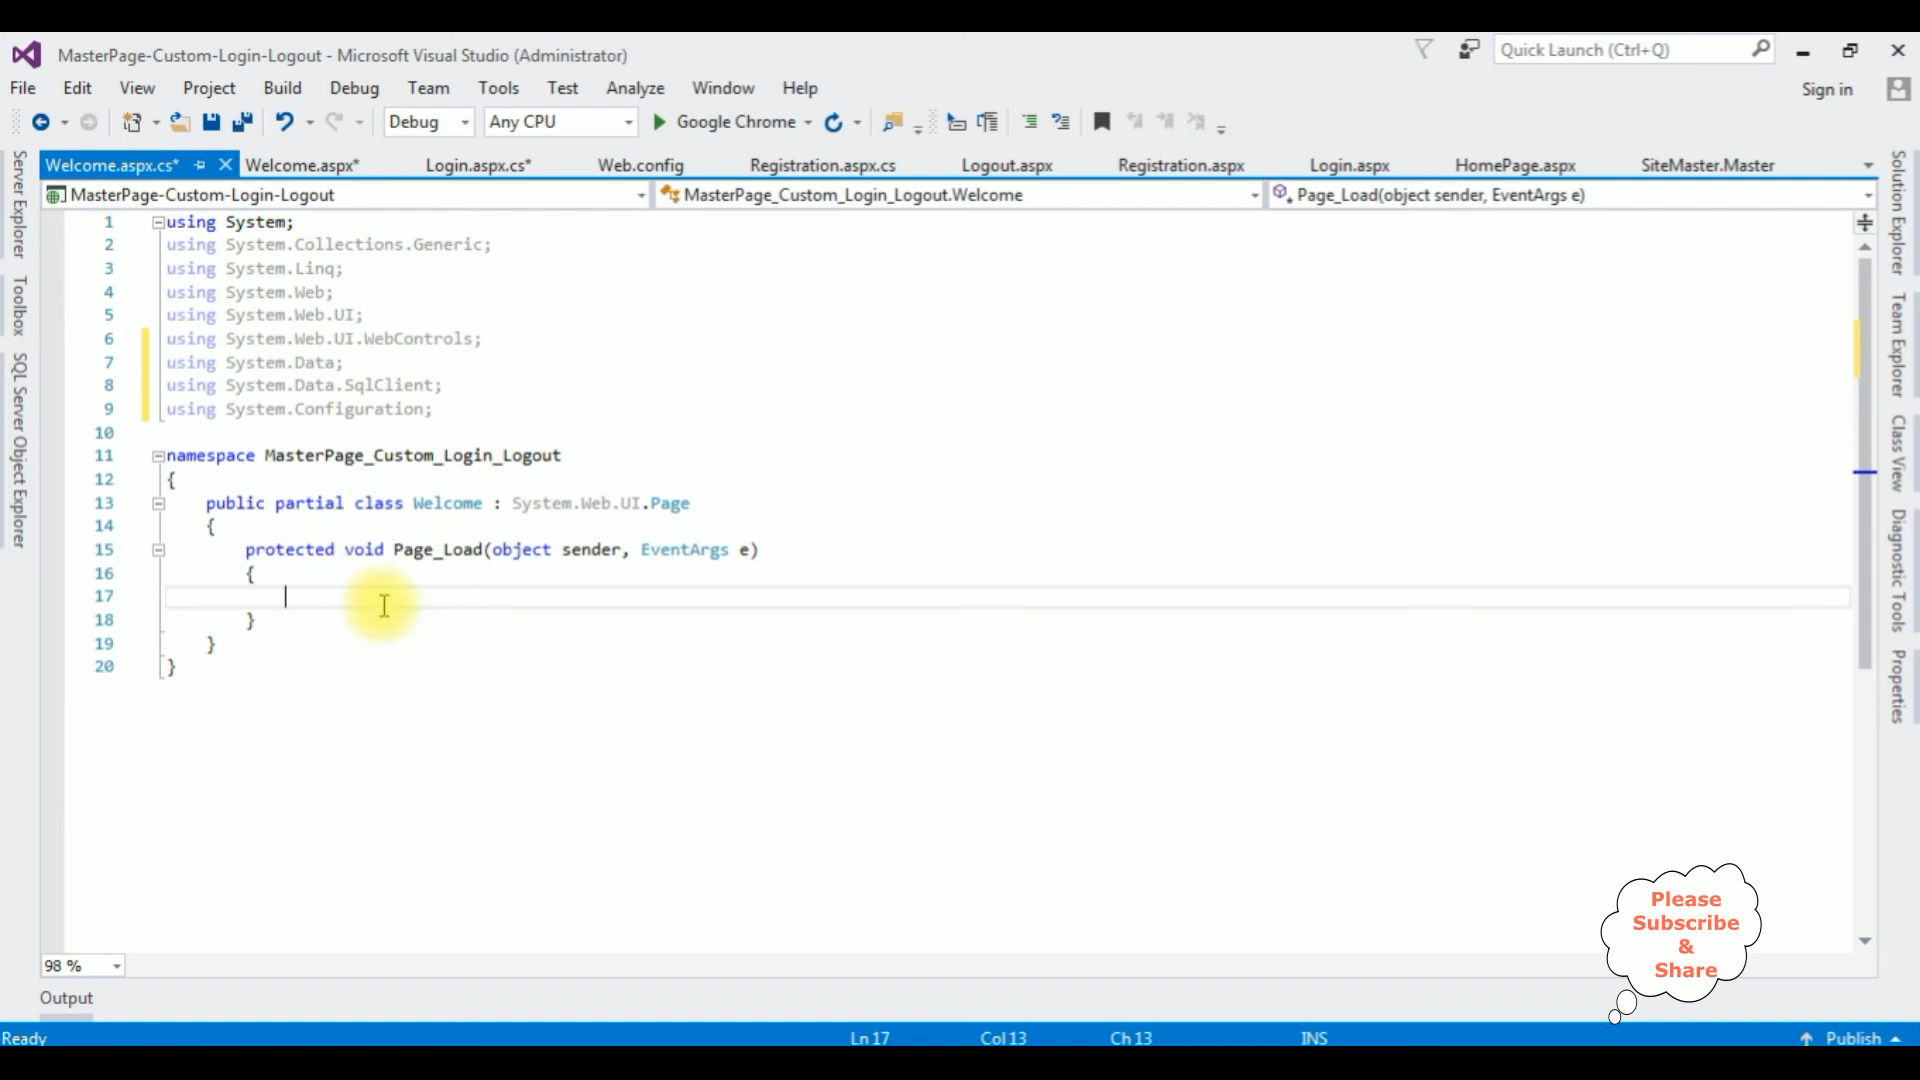 MasterPage-Custom-Login-Logout - Microsoft Visual Studio (Administrator)
Quick Launch (Ctrl+Q)
File Edit View Project Build Debug Team Tools Test Analyze Window Help
Sign in
Debug Any CPU Google Chrome
Welcome.aspx.cs* Welcome.aspx* Login.aspx.cs* Web.config Registration.aspx.cs Logout.aspx Registration.aspx Login.aspx HomePage.aspx SiteMaster.Master
MasterPage-Custom-Login-Logout MasterPage_Custom_Login_Logout.Welcome Page_Load(object sender, EventArgs e)
Server Explorer
Toolbox
SQL Server Object Explorer
1 using System;
2 using System.Collections.Generic;
3 using System.Linq;
4 using System.Web;
5 using System.Web.UI;
6 using System.Web.UI.WebControls;
7 using System.Data;
8 using System.Data.SqlClient;
9 using System.Configuration;
10
11 namespace MasterPage_Custom_Login_Logout
12 {
13 public partial class Welcome : System.Web.UI.Page
14 {
15 protected void Page_Load(object sender, EventArgs e)
16 {
17
18 }
19 }
20 }
Solution Explorer
Team Explorer
Class View
Diagnostic Tools
Properties
Please
Subscribe
&
Share
98 %
Output
Ready Ln 17 Col 13 Ch 13 INS Publish